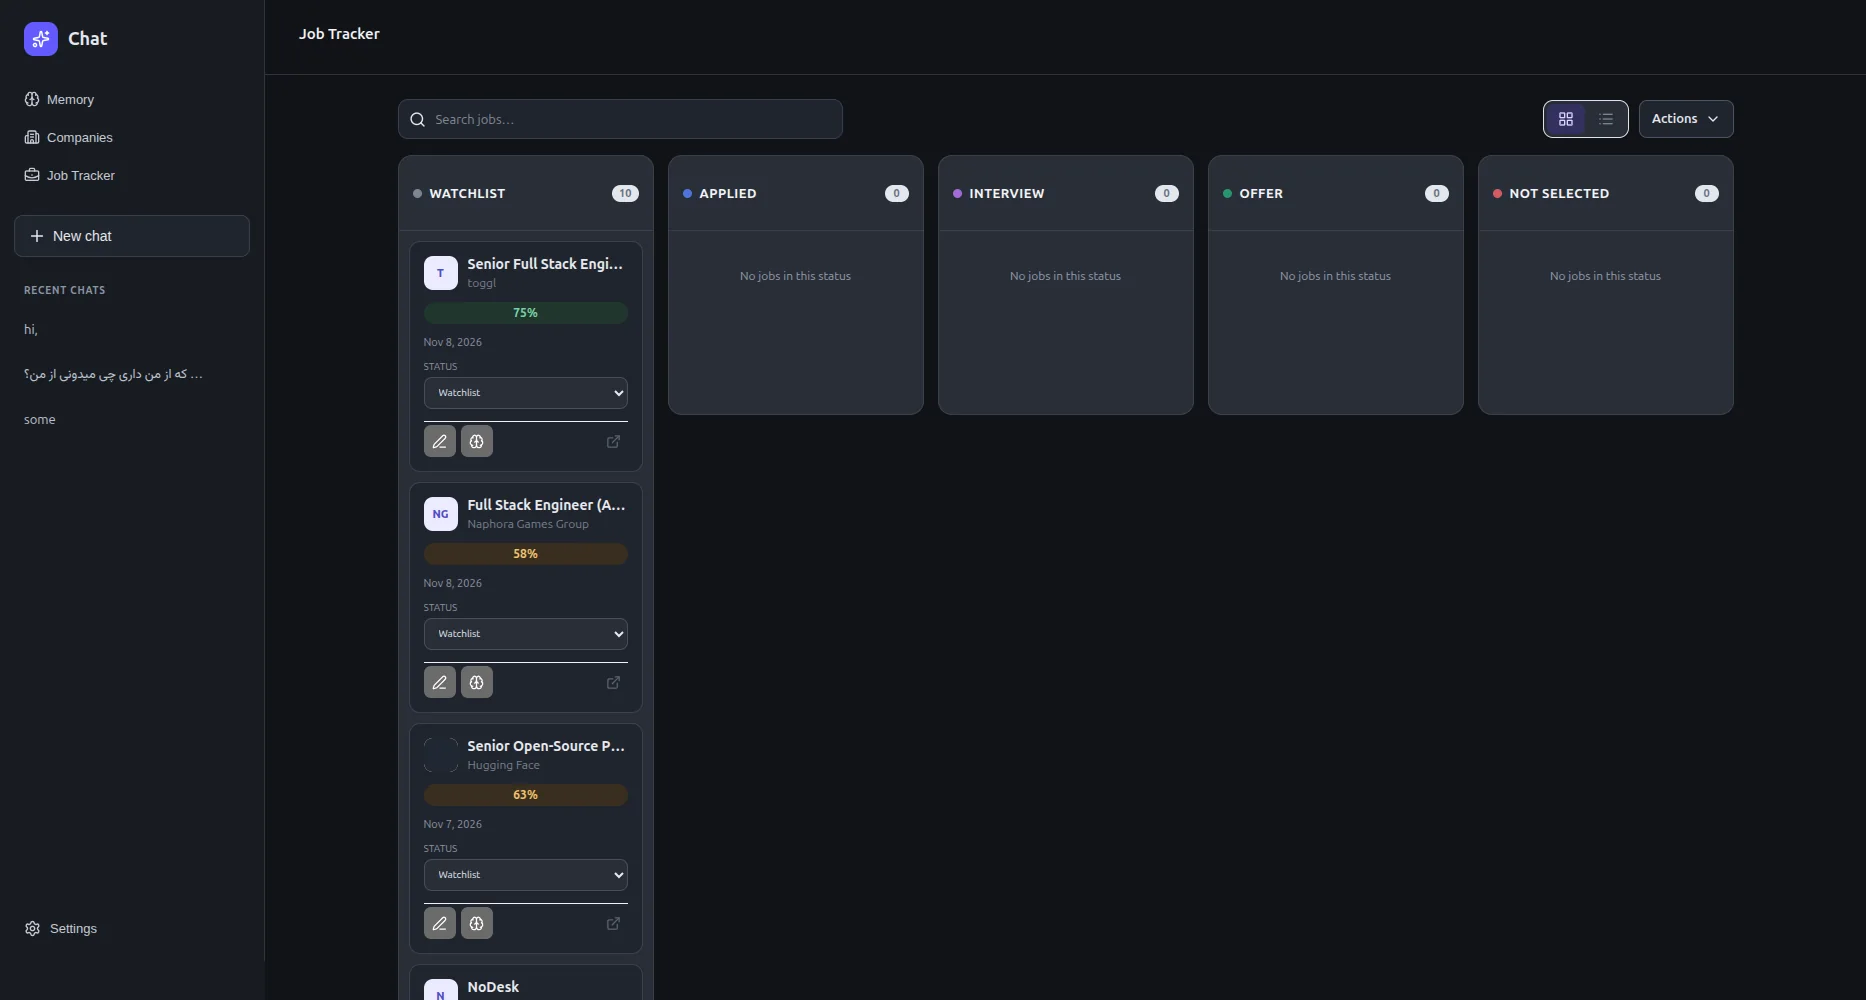 Chat
Memory
Companies
Job Tracker
New chat
RECENT CHATS
hi,
که از من داری چی میدونی از من؟ ...
some
Settings
Job Tracker
Search jobs...
Actions
WATCHLIST 10
T
Senior Full Stack Engi...
toggl
75%
Nov 8, 2026
STATUS
Watchlist
NG
Full Stack Engineer (A...
Naphora Games Group
58%
Nov 8, 2026
STATUS
Watchlist
Senior Open-Source P...
Hugging Face
63%
Nov 7, 2026
STATUS
Watchlist
N
NoDesk
APPLIED 0
No jobs in this status
INTERVIEW 0
No jobs in this status
OFFER 0
No jobs in this status
NOT SELECTED 0
No jobs in this status